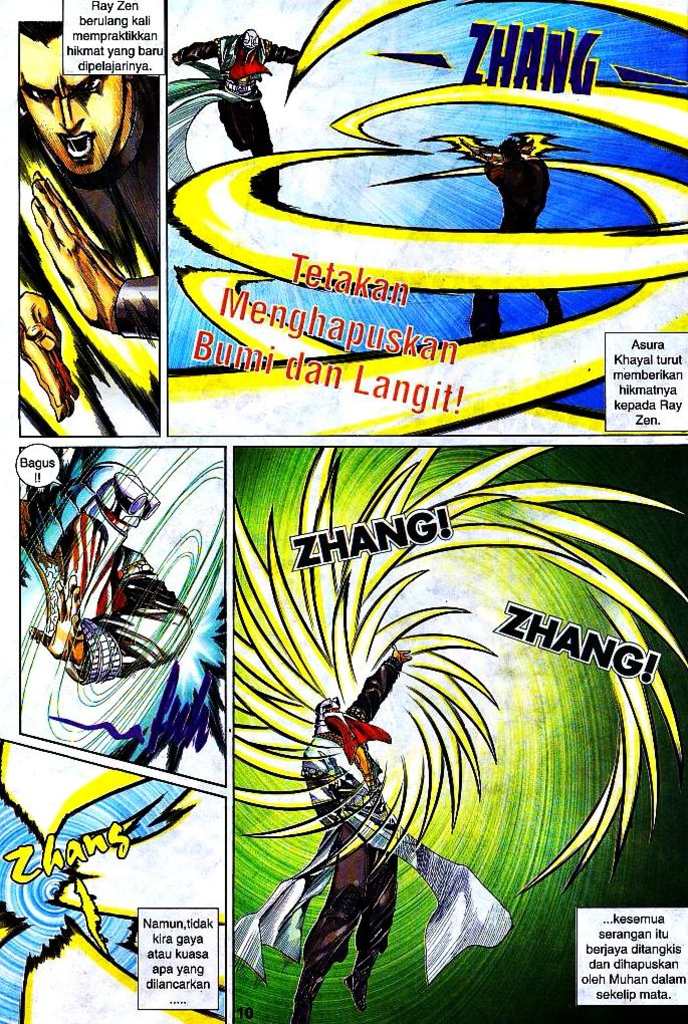 Ray Zen
berulang kali
mempraktikkan
hikmat yang baru
dipelajarinya.
ZHANG
Tetakan
Menghapuskan
Bumi dan Langit!
Asura
Khayal turut
memberikan
hikmatnya
kepada Ray
Zen.
Bagus
!!
ZHANG!
ZHANG!
Huh
Zhang
!
Namun,tidak
kira gaya
atau kuasa
apa yang
dilancarkan
.....
...kesemua
serangan itu
berjaya ditangkis
dan dihapuskan
oleh Muhan dalam
sekelip mata.
10